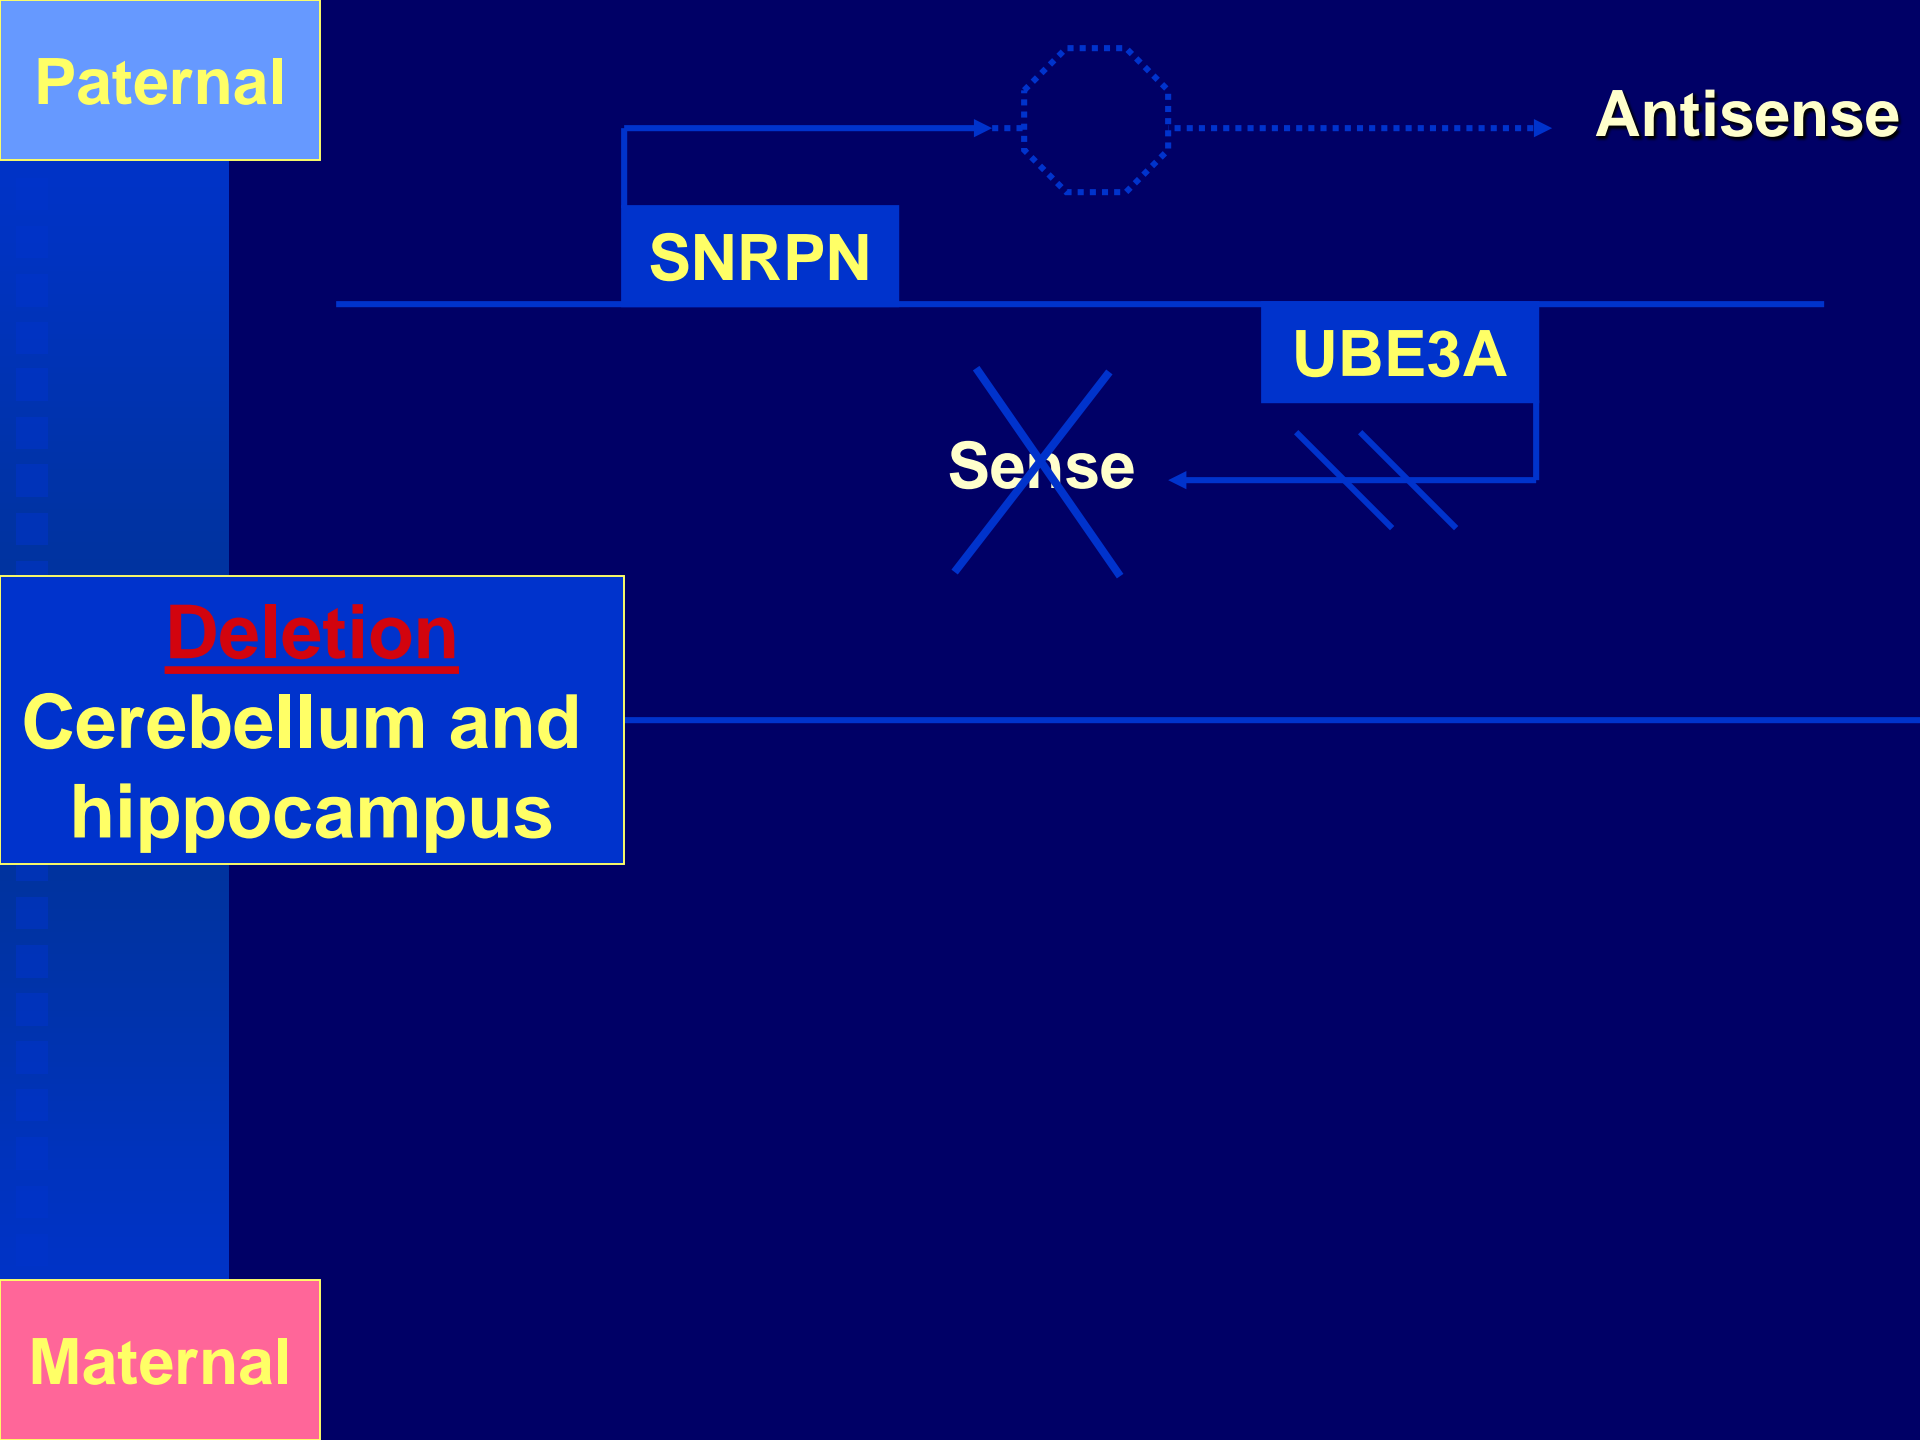 Paternal
Antisense
SNRPN
UBE3A
Sense
Deletion
Cerebellum and
hippocampus
Maternal